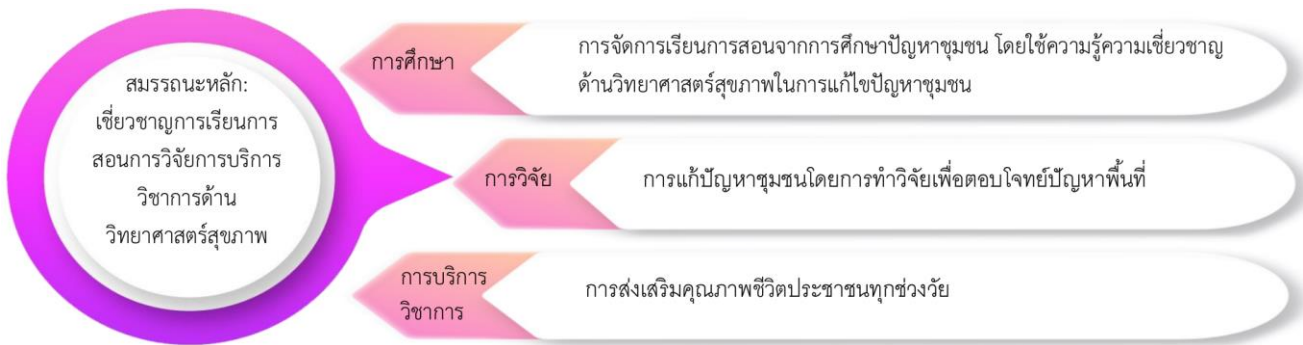 สมรรถนะหลัก:
เชี่ยวชาญการเรียนการ
สอนการวิจัยการบริการ
วิชาการด้าน
วิทยาศาสตร์สุขภาพ
การศึกษา
การจัดการเรียนการสอนจากการศึกษาปัญหาชุมชน โดยใช้ความรู้ความเชี่ยวชาญ
ด้านวิทยาศาสตร์สุขภาพในการแก้ไขปัญหาชุมชน
การวิจัย
การแก้ปัญหาชุมชนโดยการทำวิจัยเพื่อตอบโจทย์ปัญหาพื้นที่
การบริการ
วิชาการ
การส่งเสริมคุณภาพชีวิตประชาชนทุกช่วงวัย